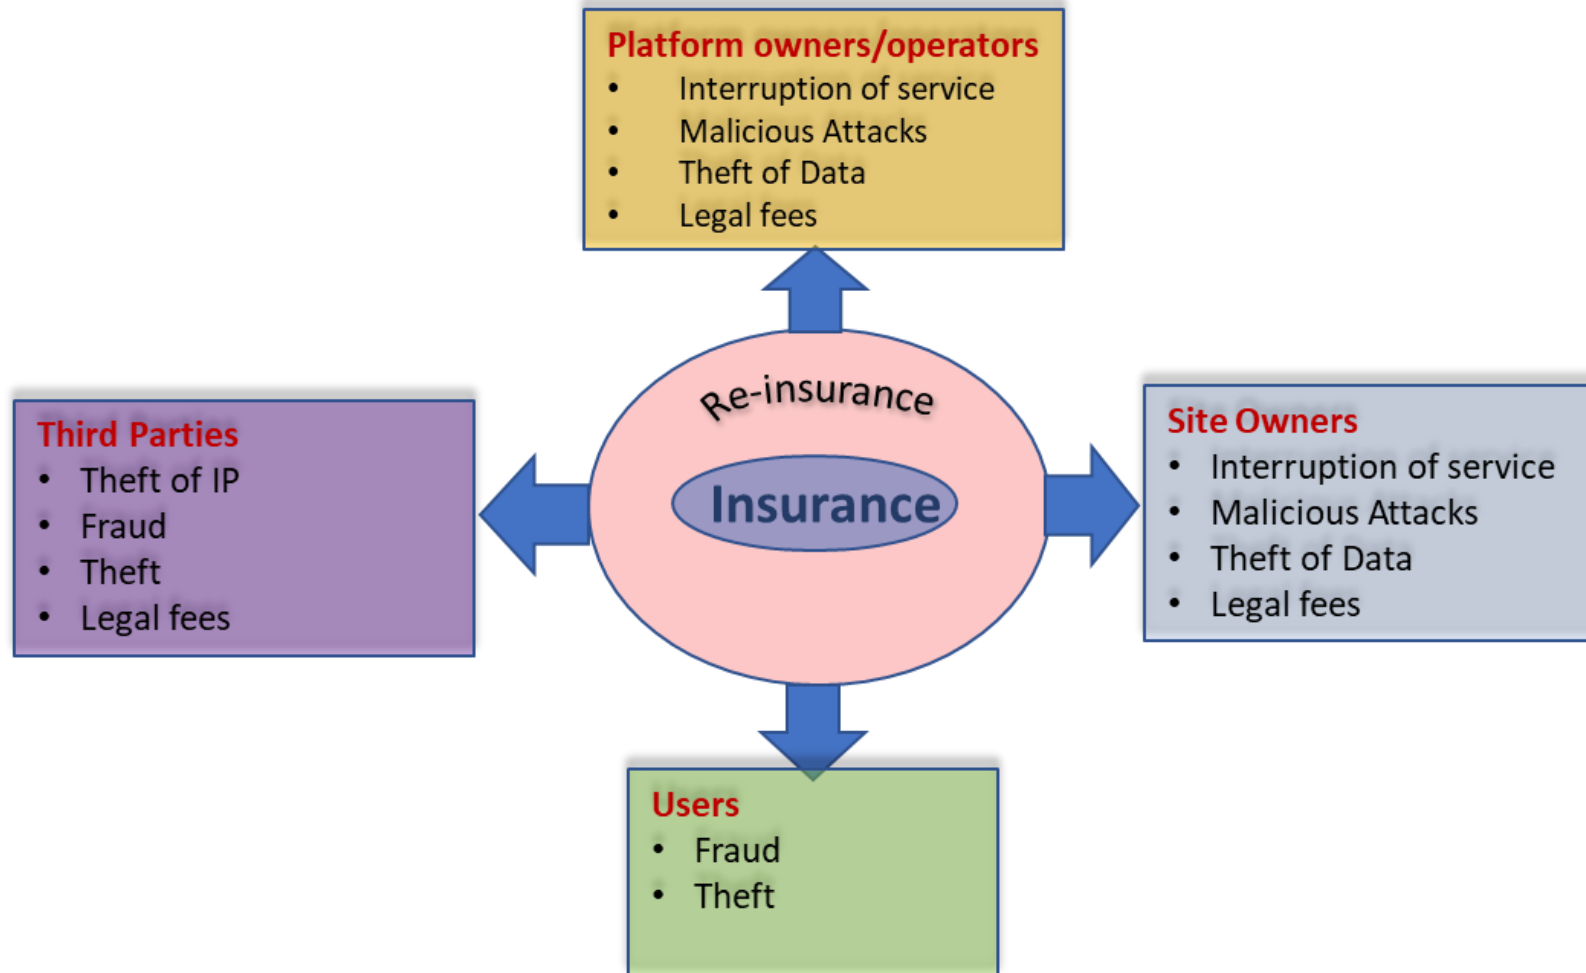 Platform owners/operators
• Interruption of service
• Malicious Attacks
• Theft of Data
• Legal fees
Re-insurance
Insurance
Third Parties
• Theft of IP
• Fraud
• Theft
• Legal fees
Site Owners
• Interruption of service
• Malicious Attacks
• Theft of Data
• Legal fees
Users
• Fraud
• Theft